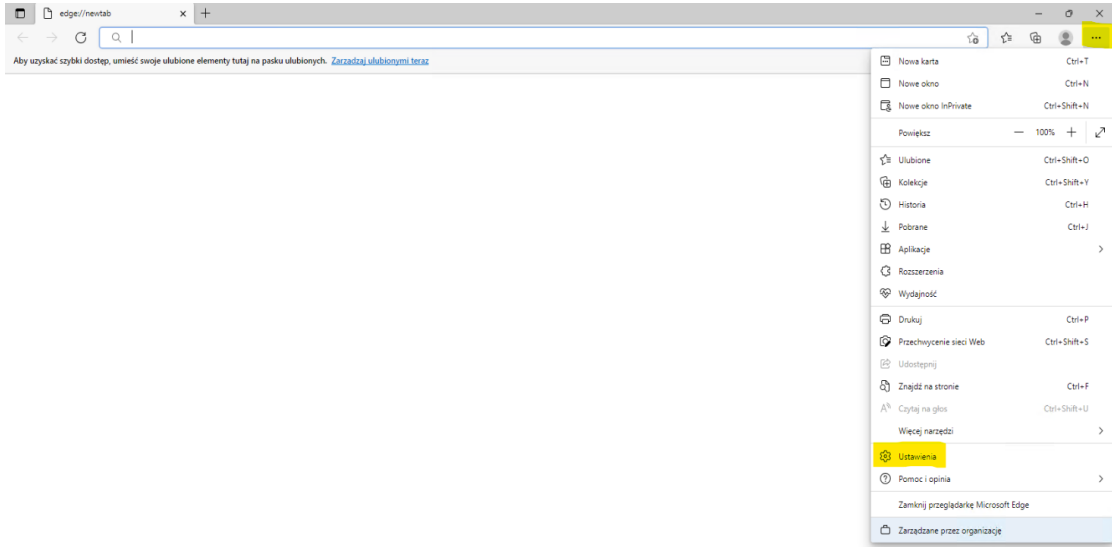 edge://newtab
Aby uzyskać szybki dostęp, umieść swoje ulubione elementy tutaj na pasku ulubionych. Zarzadzaj ulubionymi teraz
Nowa karta Ctrl+T
Nowe okno Ctrl+N
Nowe okno InPrivate Ctrl+Shift+N
Powiększ — 100% +
Ulubione Ctrl+Shift+O
Kolekcje Ctrl+Shift+Y
Historia Ctrl+H
Pobrane Ctrl+J
Aplikacje
Rozszerzenia
Wydajność
Drukuj Ctrl+P
Przechwycenie sieci Web Ctrl+Shift+S
Udostępnij
Znajdź na stronie Ctrl+F
Czytaj na głos Ctrl+Shift+U
Więcej narzędzi
Ustawienia
Pomoc i opinia
Zamknij przeglądarkę Microsoft Edge
Zarządzane przez organizację